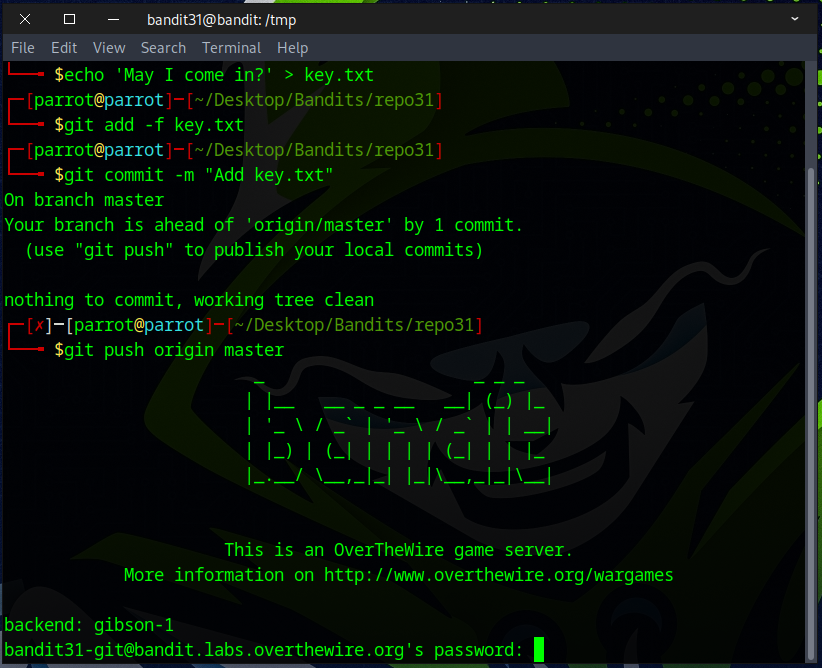 bandit31@bandit: /tmp
File Edit View Search Terminal Help
└──╼ $echo 'May I come in?' > key.txt
┌─[parrot@parrot]─[~/Desktop/Bandits/repo31]
└──╼ $git add -f key.txt
┌─[parrot@parrot]─[~/Desktop/Bandits/repo31]
└──╼ $git commit -m "Add key.txt"
On branch master
Your branch is ahead of 'origin/master' by 1 commit.
  (use "git push" to publish your local commits)
nothing to commit, working tree clean
┌─[✗]─[parrot@parrot]─[~/Desktop/Bandits/repo31]
└──╼ $git push origin master
                         _                     _ _ _
                        | |__   __ _ _ __   __| (_) |_
                        | '_ \ / _` | '_ \ / _` | | __|
                        | |_) | (_| | | | | (_| | | |_
                        |_.__/ \__,_|_| |_|\__,_|_|\__|
                      This is an OverTheWire game server.
            More information on http://www.overthewire.org/wargames
backend: gibson-1
bandit31-git@bandit.labs.overthewire.org's password: